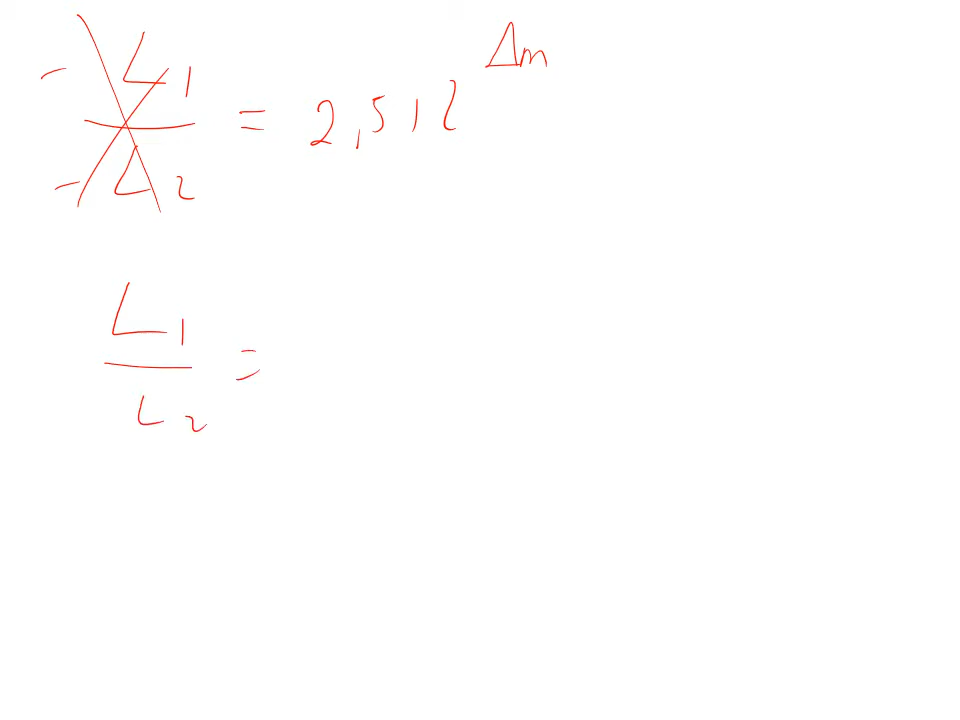 - L1 / - L2 = 2,512^Δm
L1 / L2 =